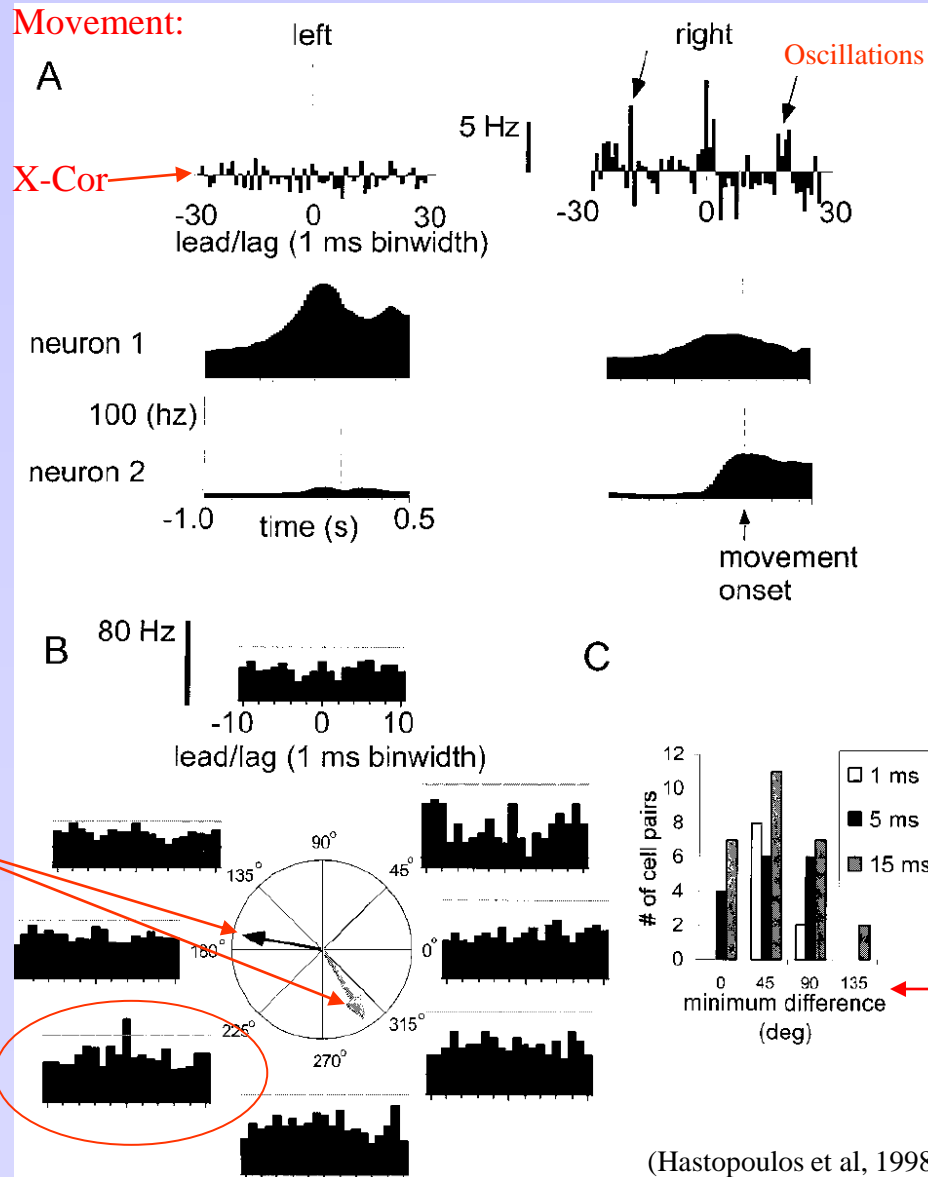 Movement:
left
right
Oscillations
A
5 Hz
X-Cor
-30 0 30
lead/lag (1 ms binwidth)
-30 0 30
neuron 1
100 (hz)
neuron 2
-1.0 time (s) 0.5
movement
onset
B
80 Hz
C
-10 0 10
lead/lag (1 ms binwidth)
12
10
8
6
4
2
0
# of cell pairs
1 ms
5 ms
15 ms
0 45 90 135
minimum difference
(deg)
90°
135°
45°
180°
0°
225°
315°
270°
(Hastopoulos et al, 1998